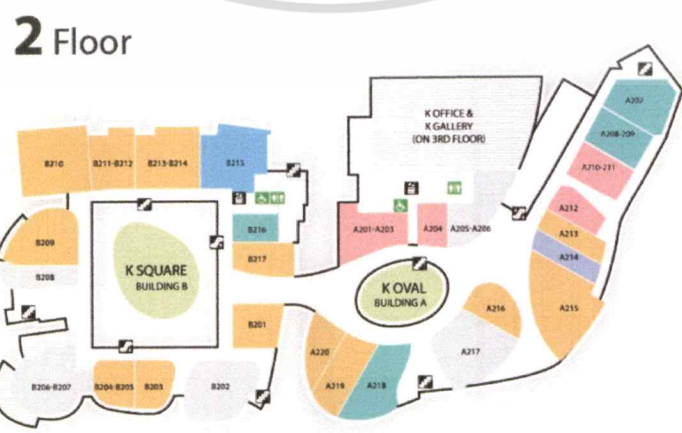 2 Floor
K OFFICE &
K GALLERY
(ON 3RD FLOOR)
A207
A208-209
A210-211
A212
A213
A214
A215
A216
A217
A218
A219
A220
A201-A203
A204
A205-A206
K OVAL
BUILDING A
B210
B211-B212
B213-B214
B215
B216
B217
B209
B208
K SQUARE
BUILDING B
B201
B206-B207
B204-B205
B203
B202